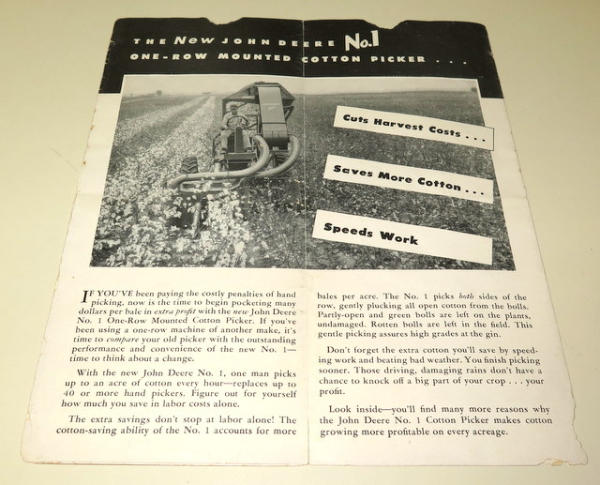 THE New JOHN DEERE No.1
ONE-ROW MOUNTED COTTON PICKER . . .
Cuts Harvest Costs . . .
Saves More Cotton . . .
Speeds Work
IF YOU'VE been paying the costly penalties of hand
picking, now is the time to begin pocketing many
dollars per bale in extra profit with the new John Deere
No. 1 One-Row Mounted Cotton Picker. If you've
been using a one-row machine of another make, it's
time to compare your old picker with the outstanding
performance and convenience of the new No. 1—
time to think about a change.
With the new John Deere No. 1, one man picks
up to an acre of cotton every hour—replaces up to
40 or more hand pickers. Figure out for yourself
how much you save in labor costs alone.
The extra savings don't stop at labor alone! The
cotton-saving ability of the No. 1 accounts for more
bales per acre. The No. 1 picks both sides of the
row, gently plucking all open cotton from the bolls.
Partly-open and green bolls are left on the plants,
undamaged. Rotten bolls are left in the field. This
gentle picking assures high grades at the gin.
Don't forget the extra cotton you'll save by speed-
ing work and beating bad weather. You finish picking
sooner. Those driving, damaging rains don't have a
chance to knock off a big part of your crop . . . your
profit.
Look inside—you'll find many more reasons why
the John Deere No. 1 Cotton Picker makes cotton
growing more profitable on every acreage.